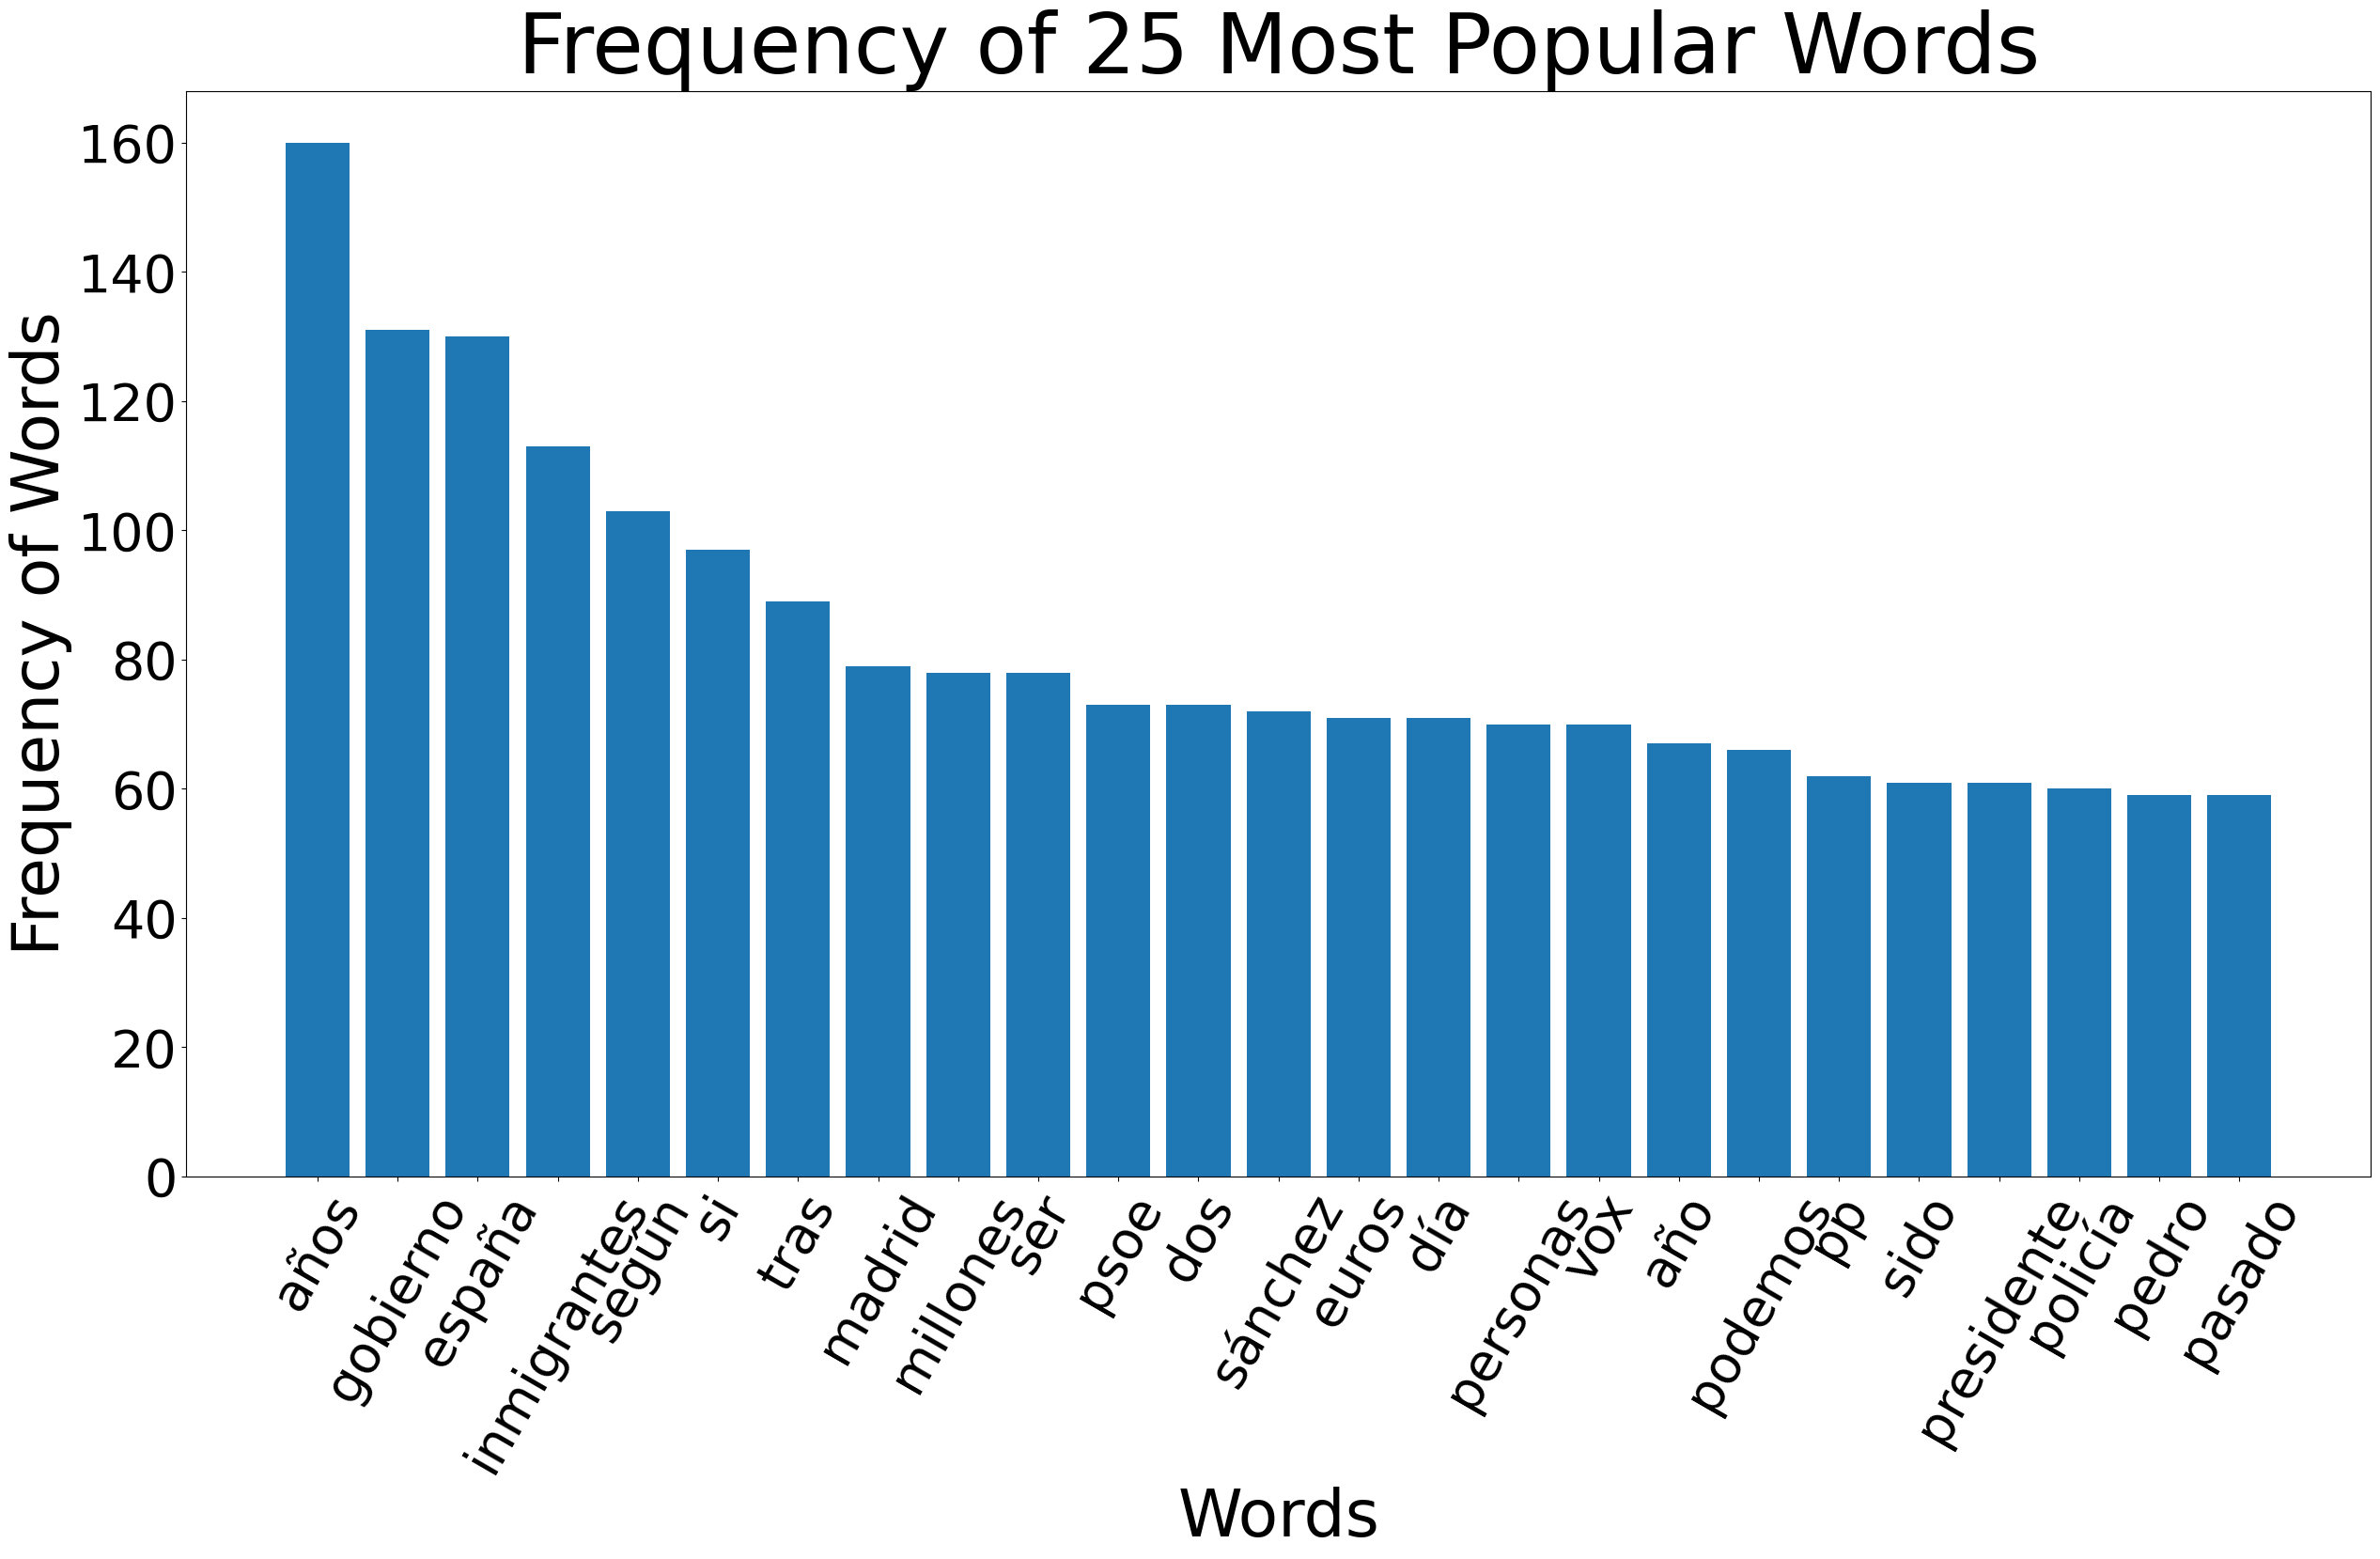 Frequency of 25 Most Popular Words
Frequency of Words
160
140
120
100
80
60
40
20
0
años
gobierno
españa
inmigrantes
según
si
tras
madrid
millones
ser
psoe
dos
sánchez
euros
día
personas
vox
año
podemos
pp
sido
presidente
policía
pedro
pasado
Words